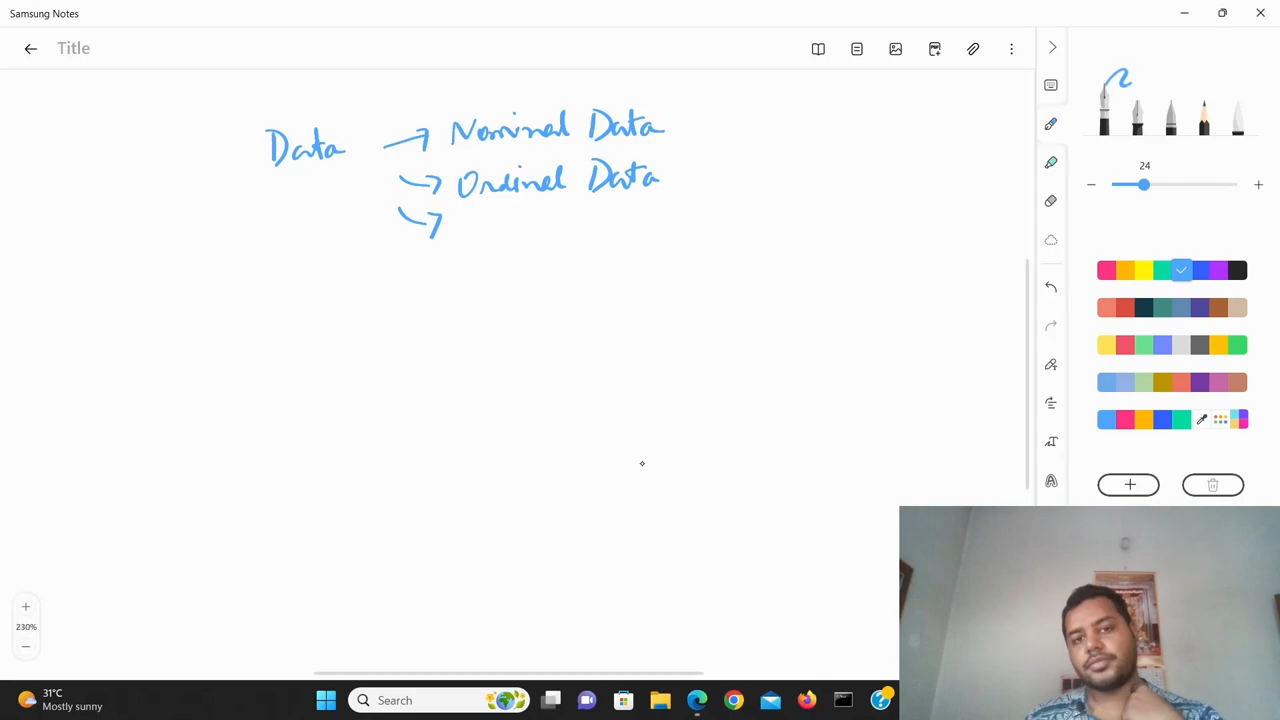 Samsung Notes
Title
Data → Nominal Data
Ordinal Data
24
230%
31°C
Mostly sunny
Search